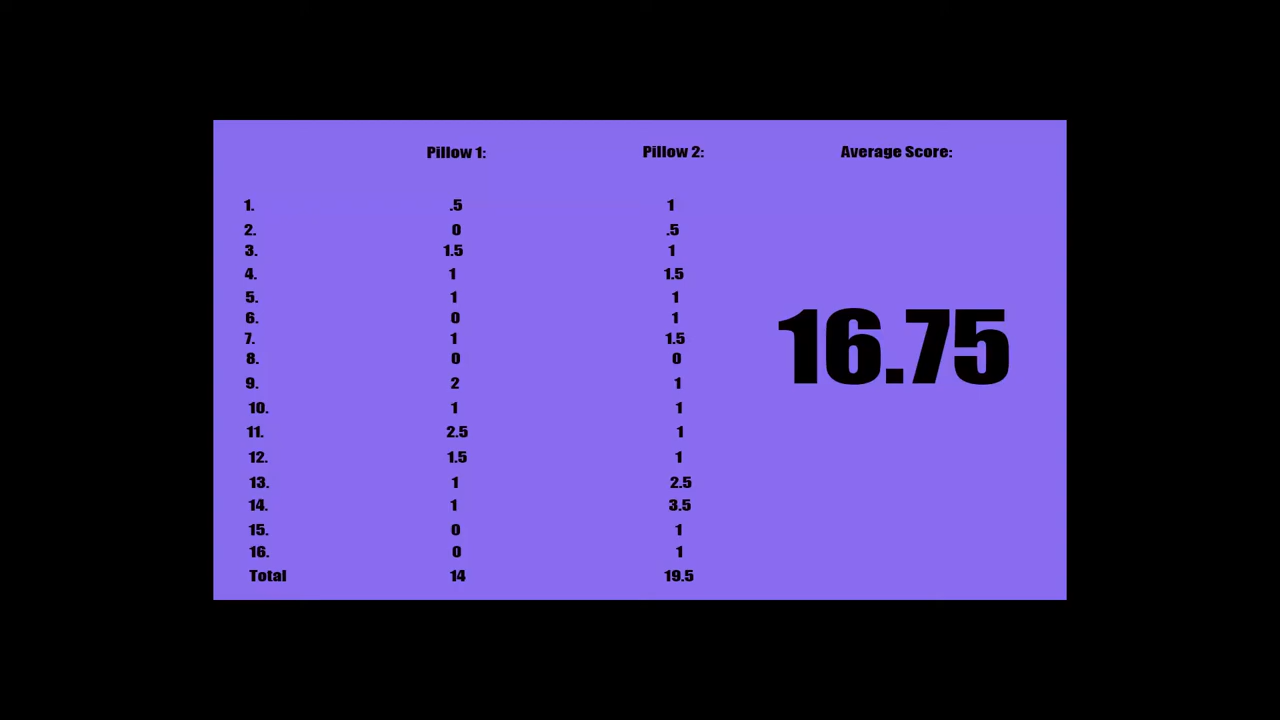 Pillow 1: Pillow 2: Average Score:
1. .5 1
2. 0 .5
3. 1.5 1
4. 1 1.5
5. 1 1
6. 0 1
7. 1 1.5
8. 0 0
16.75
9. 2 1
10. 1 1
11. 2.5 1
12. 1.5 1
13. 1 2.5
14. 1 3.5
15. 0 1
16. 0 1
Total 14 19.5